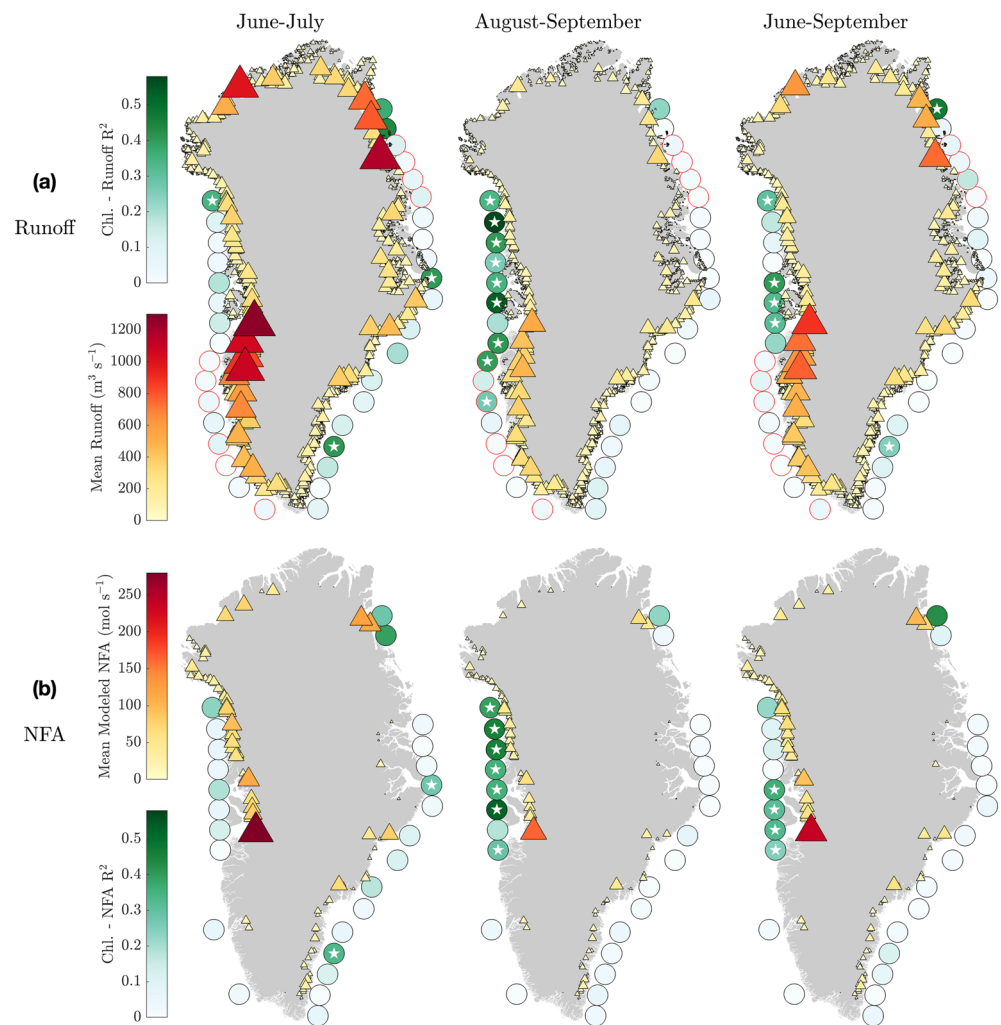 June-July August-September June-September
(a)
Runoff
Chl. - Runoff R²
0.5
0.4
0.3
0.2
0.1
0
Mean Runoff (m³ s⁻¹)
1200
1000
800
600
400
200
0
(b)
NFA
Mean Modeled NFA (mol s⁻¹)
250
200
150
100
50
0
Chl. - NFA R²
0.5
0.4
0.3
0.2
0.1
0